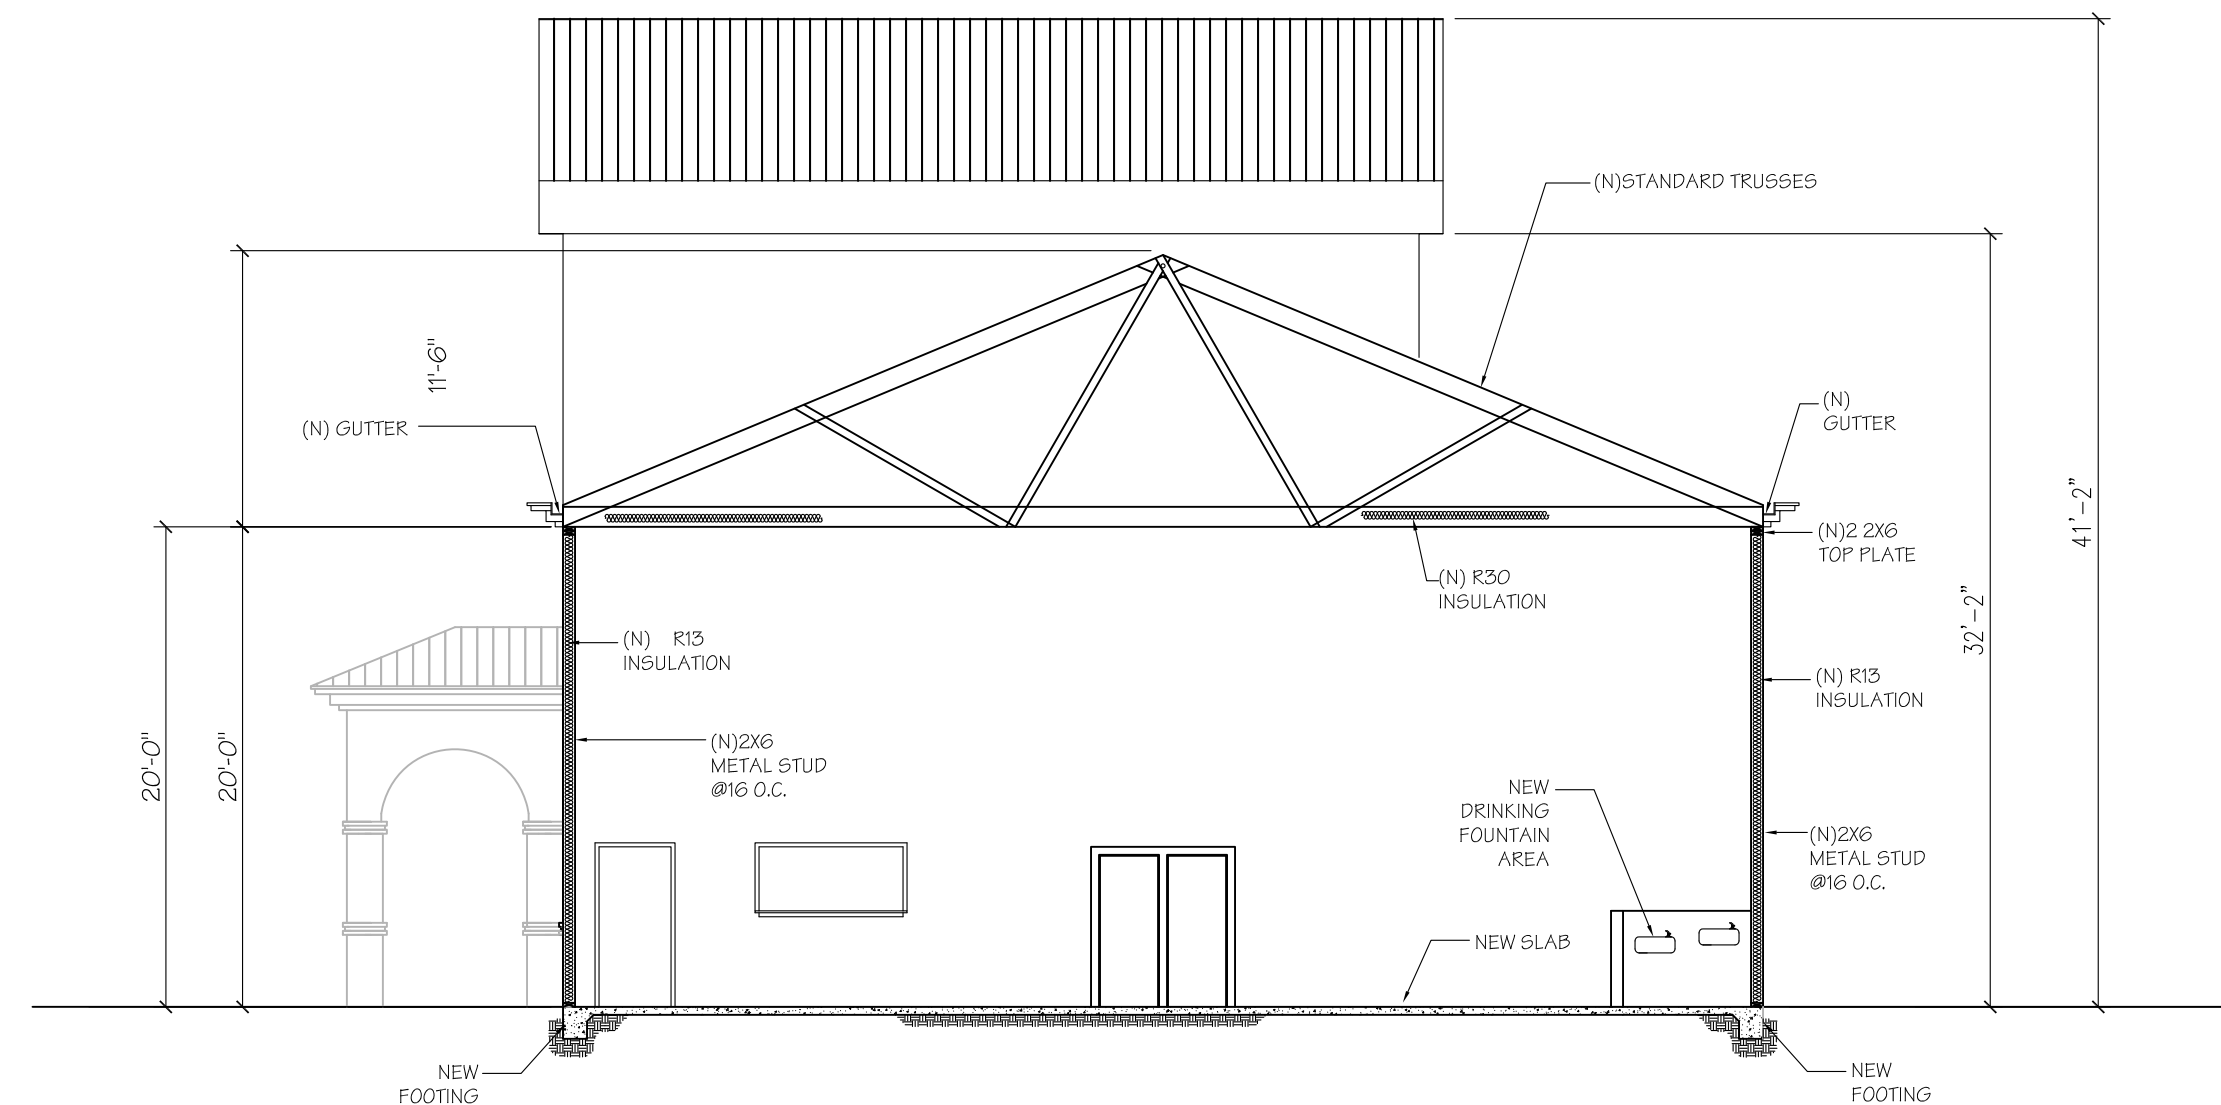 (N)STANDARD TRUSSES
11'-6"
(N) GUTTER
(N)
GUTTER
41'-2"
(N)2 2X6
TOP PLATE
(N) R30
INSULATION
32'-2"
(N) R13
INSULATION
(N) R13
INSULATION
20'-0"
20'-0"
(N)2X6
METAL STUD
@16 O.C.
NEW
DRINKING
FOUNTAIN
AREA
(N)2X6
METAL STUD
@16 O.C.
NEW SLAB
NEW
FOOTING
NEW
FOOTING